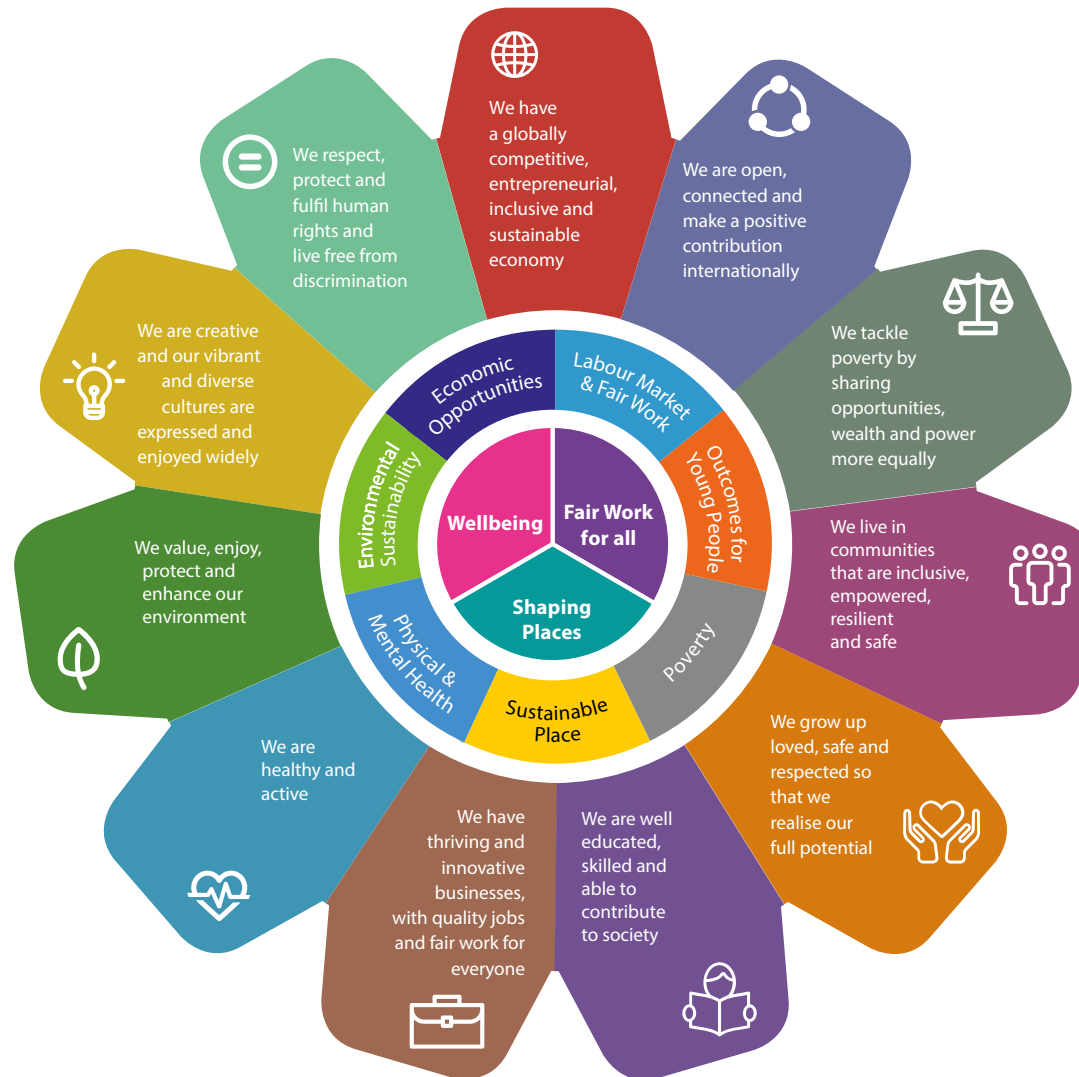 We have
a globally
competitive,
entrepreneurial,
inclusive and
sustainable
economy
We are open,
connected and
make a positive
contribution
internationally
We tackle
poverty by
sharing
opportunities,
wealth and power
more equally
We live in
communities
that are inclusive,
empowered,
resilient
and safe
We grow up
loved, safe and
respected so
that we
realise our
full potential
We are well
educated,
skilled and
able to
contribute
to society
We have
thriving and
innovative
businesses,
with quality jobs
and fair work for
everyone
We are
healthy and
active
We value, enjoy,
protect and
enhance our
environment
We are creative
and our vibrant
and diverse
cultures are
expressed and
enjoyed widely
We respect,
protect and
fulfil human
rights and
live free from
discrimination
Economic
Opportunities
Labour Market
& Fair Work
Outcomes for
Young People
Poverty
Sustainable
Place
Physical &
Mental Health
Environmental
Sustainability
Wellbeing
Fair Work
for all
Shaping
Places